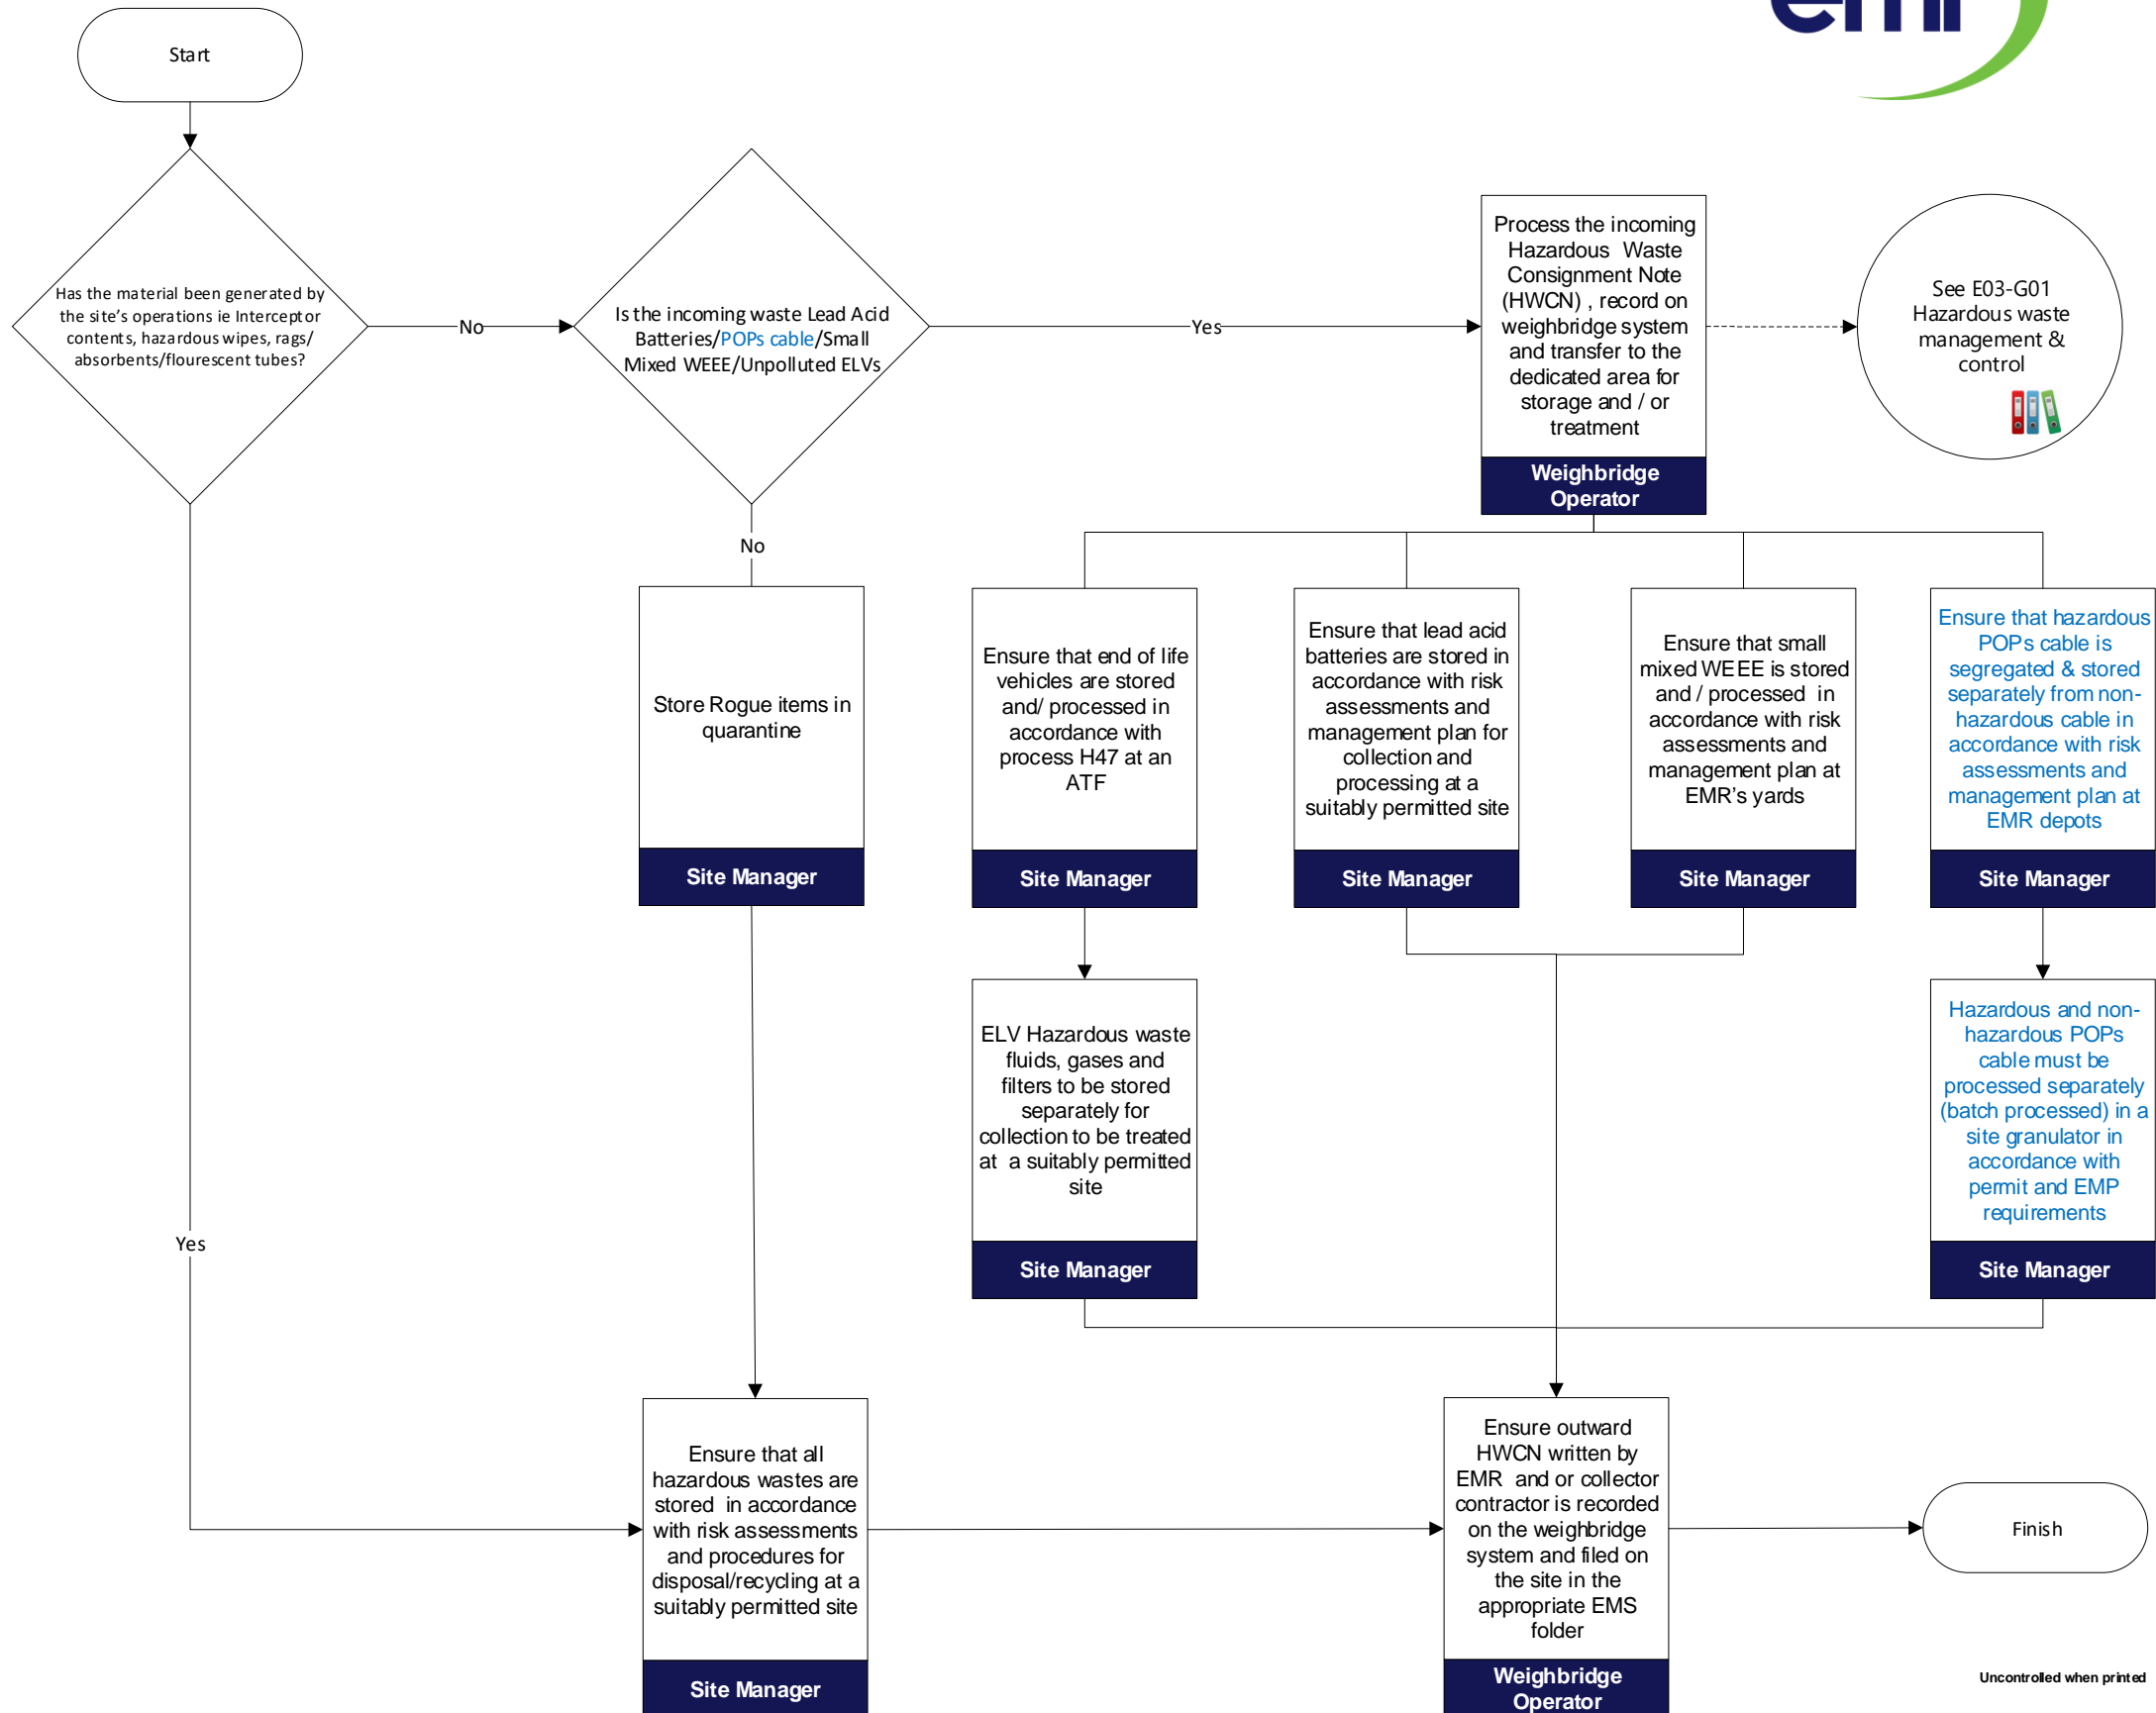 emr
Start
Has the material been generated by
the site's operations ie Interceptor
contents, hazardous wipes, rags/
absorbents/flourescent tubes?
No
Is the incoming waste Lead Acid
Batteries/POPs cable/Small
Mixed WEEE/Unpolluted ELVs
Yes
Process the incoming
Hazardous Waste
Consignment Note
(HWCN) , record on
weighbridge system
and transfer to the
dedicated area for
storage and / or
treatment
Weighbridge
Operator
See E03-G01
Hazardous waste
management &
control
No
Store Rogue items in
quarantine
Site Manager
Ensure that end of life
vehicles are stored
and/ processed in
accordance with
process H47 at an
ATF
Site Manager
Ensure that lead acid
batteries are stored in
accordance with risk
assessments and
management plan for
collection and
processing at a
suitably permitted site
Site Manager
Ensure that small
mixed WEEE is stored
and / processed in
accordance with risk
assessments and
management plan at
EMR's yards
Site Manager
Ensure that hazardous
POPs cable is
segregated & stored
separately from non-
hazardous cable in
accordance with risk
assessments and
management plan at
EMR depots
Site Manager
ELV Hazardous waste
fluids, gases and
filters to be stored
separately for
collection to be treated
at a suitably permitted
site
Site Manager
Hazardous and non-
hazardous POPs
cable must be
processed separately
(batch processed) in a
site granulator in
accordance with
permit and EMP
requirements
Site Manager
Yes
Ensure that all
hazardous wastes are
stored in accordance
with risk assessments
and procedures for
disposal/recycling at a
suitably permitted site
Site Manager
Ensure outward
HWCN written by
EMR and or collector
contractor is recorded
on the weighbridge
system and filed on
the site in the
appropriate EMS
folder
Weighbridge
Operator
Finish
Uncontrolled when printed